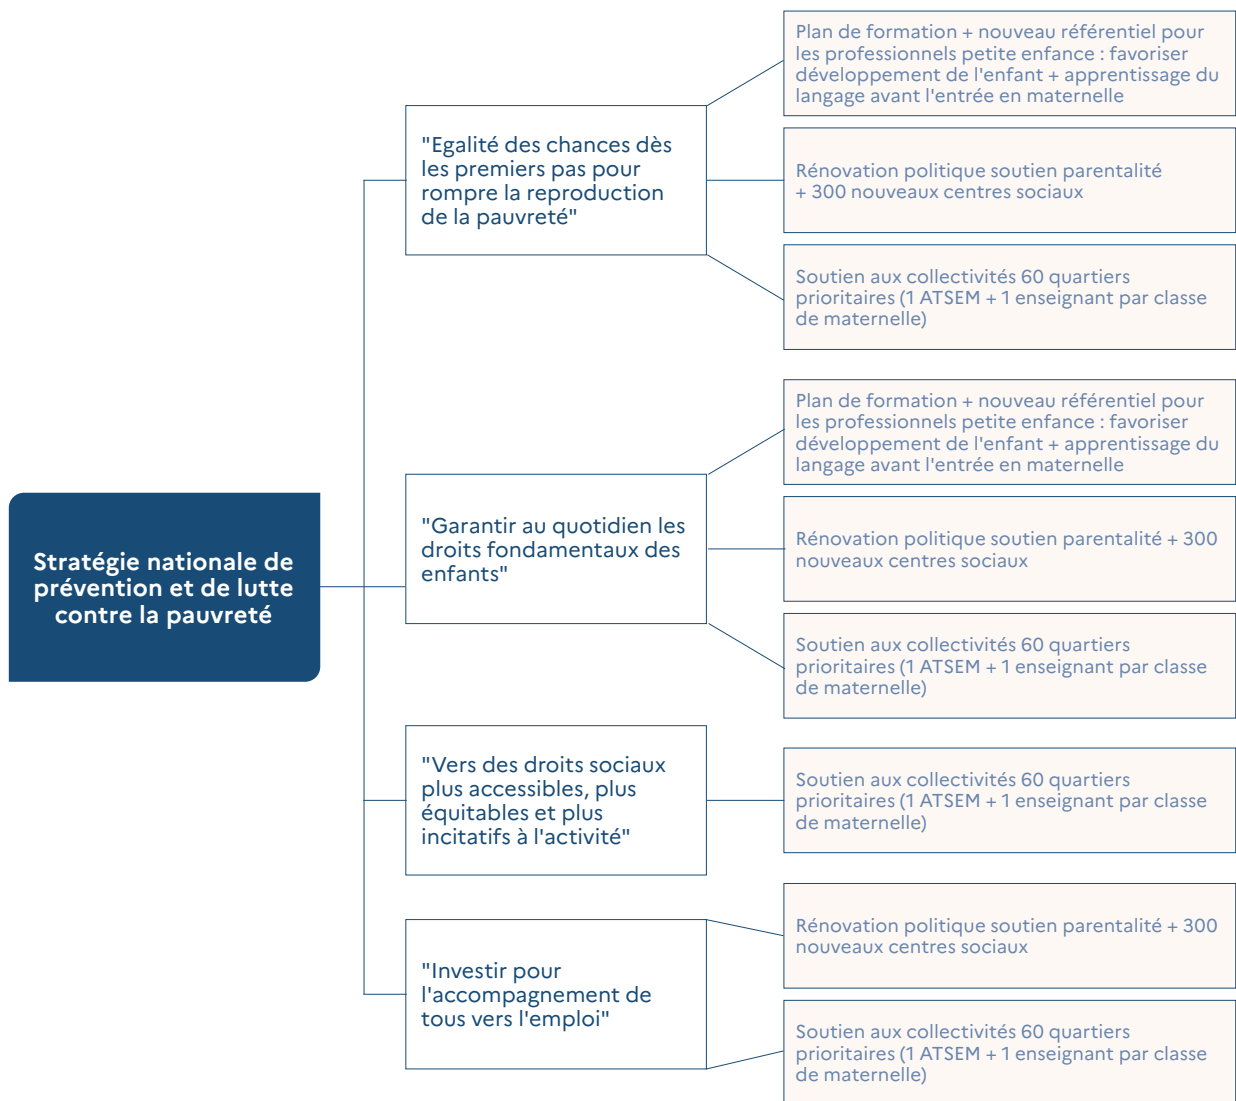 Plan de formation + nouveau référentiel pour
les professionnels petite enfance : favoriser
développement de l'enfant + apprentissage du
langage avant l'entrée en maternelle
"Egalité des chances dès
les premiers pas pour
rompre la reproduction
de la pauvreté"
Rénovation politique soutien parentalité
+ 300 nouveaux centres sociaux
Soutien aux collectivités 60 quartiers
prioritaires (1 ATSEM + 1 enseignant par classe
de maternelle)
Stratégie nationale de
prévention et de lutte
contre la pauvreté
"Garantir au quotidien les
droits fondamentaux des
enfants"
Plan de formation + nouveau référentiel pour
les professionnels petite enfance : favoriser
développement de l'enfant + apprentissage du
langage avant l'entrée en maternelle
Rénovation politique soutien parentalité + 300
nouveaux centres sociaux
Soutien aux collectivités 60 quartiers
prioritaires (1 ATSEM + 1 enseignant par classe
de maternelle)
"Vers des droits sociaux
plus accessibles, plus
équitables et plus
incitatifs à l'activité"
Soutien aux collectivités 60 quartiers
prioritaires (1 ATSEM + 1 enseignant par classe
de maternelle)
"Investir pour
l'accompagnement de
tous vers l'emploi"
Rénovation politique soutien parentalité + 300
nouveaux centres sociaux
Soutien aux collectivités 60 quartiers
prioritaires (1 ATSEM + 1 enseignant par classe
de maternelle)